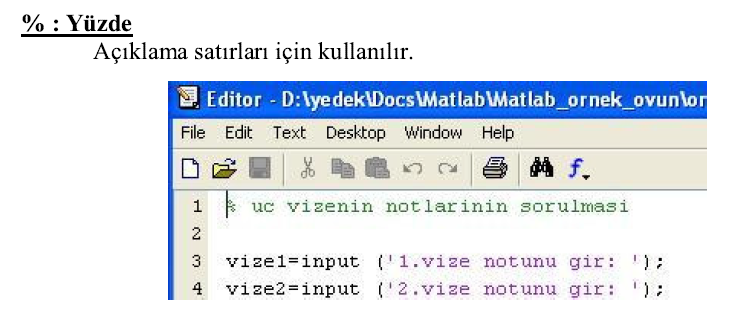 % : Yüzde
Açıklama satırları için kullanılır.
Editor - D:\yedek\Docs\Matlab\Matlab_ornek_ovun\or
File Edit Text Desktop Window Help
1 % uc vizenin notlarinin sorulmasi
2
3 vize1=input ('1.vize notunu gir: ');
4 vize2=input ('2.vize notunu gir: ');